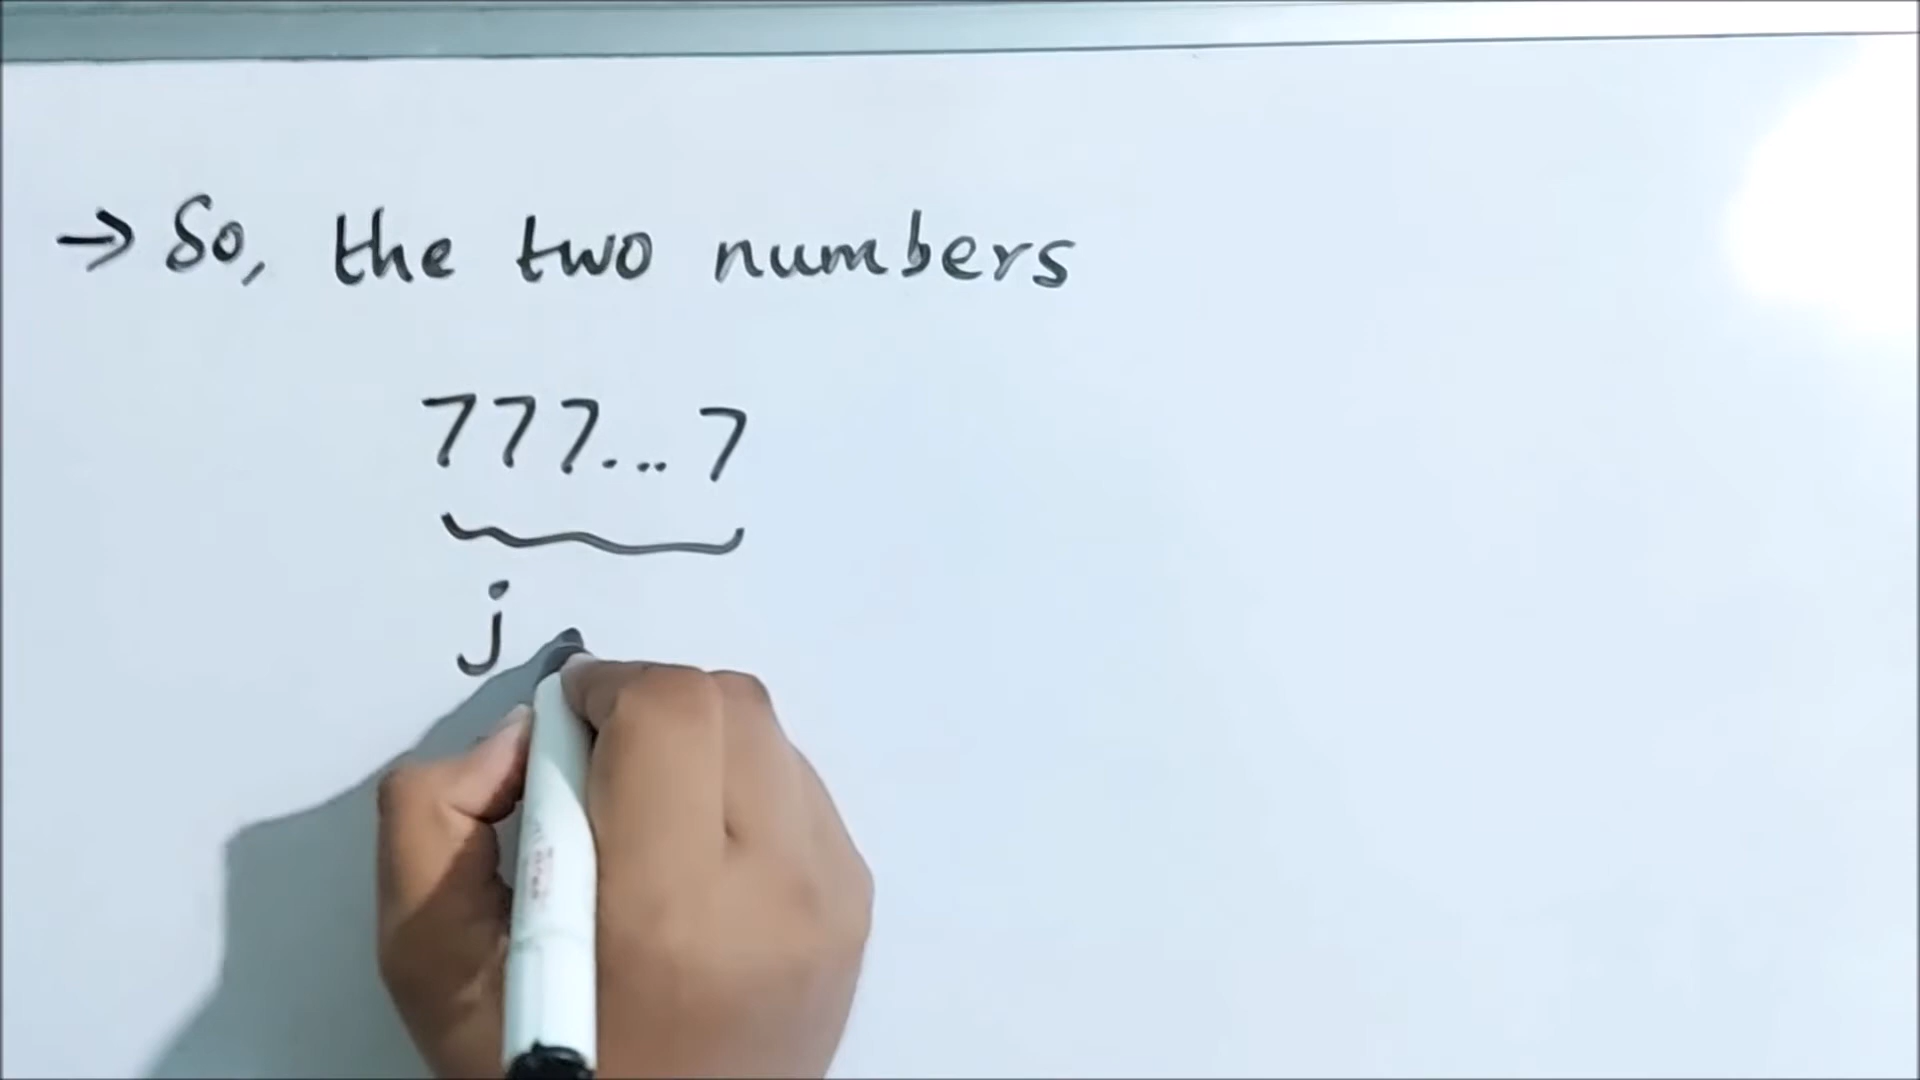 → So, the two numbers
777...7
j